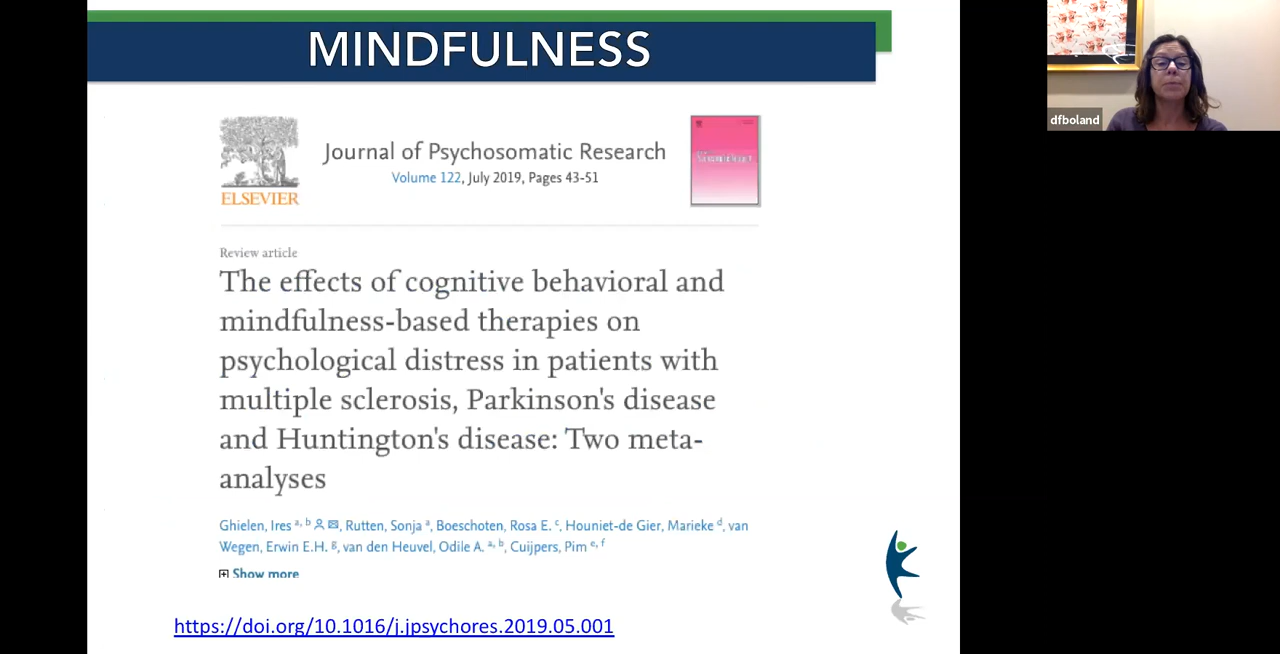 MINDFULNESS
dfboland
ELSEVIER
Journal of Psychosomatic Research
Volume 122, July 2019, Pages 43-51
Review article
The effects of cognitive behavioral and
mindfulness-based therapies on
psychological distress in patients with
multiple sclerosis, Parkinson's disease
and Huntington's disease: Two meta-
analyses
Ghielen, Ires a, b, Rutten, Sonja a, Boeschoten, Rosa E. c, Houniet-de Gier, Marieke d, van
Wegen, Erwin E.H. g, van den Heuvel, Odile A. a, b, Cuijpers, Pim e, f
Show more
https://doi.org/10.1016/j.jpsychores.2019.05.001